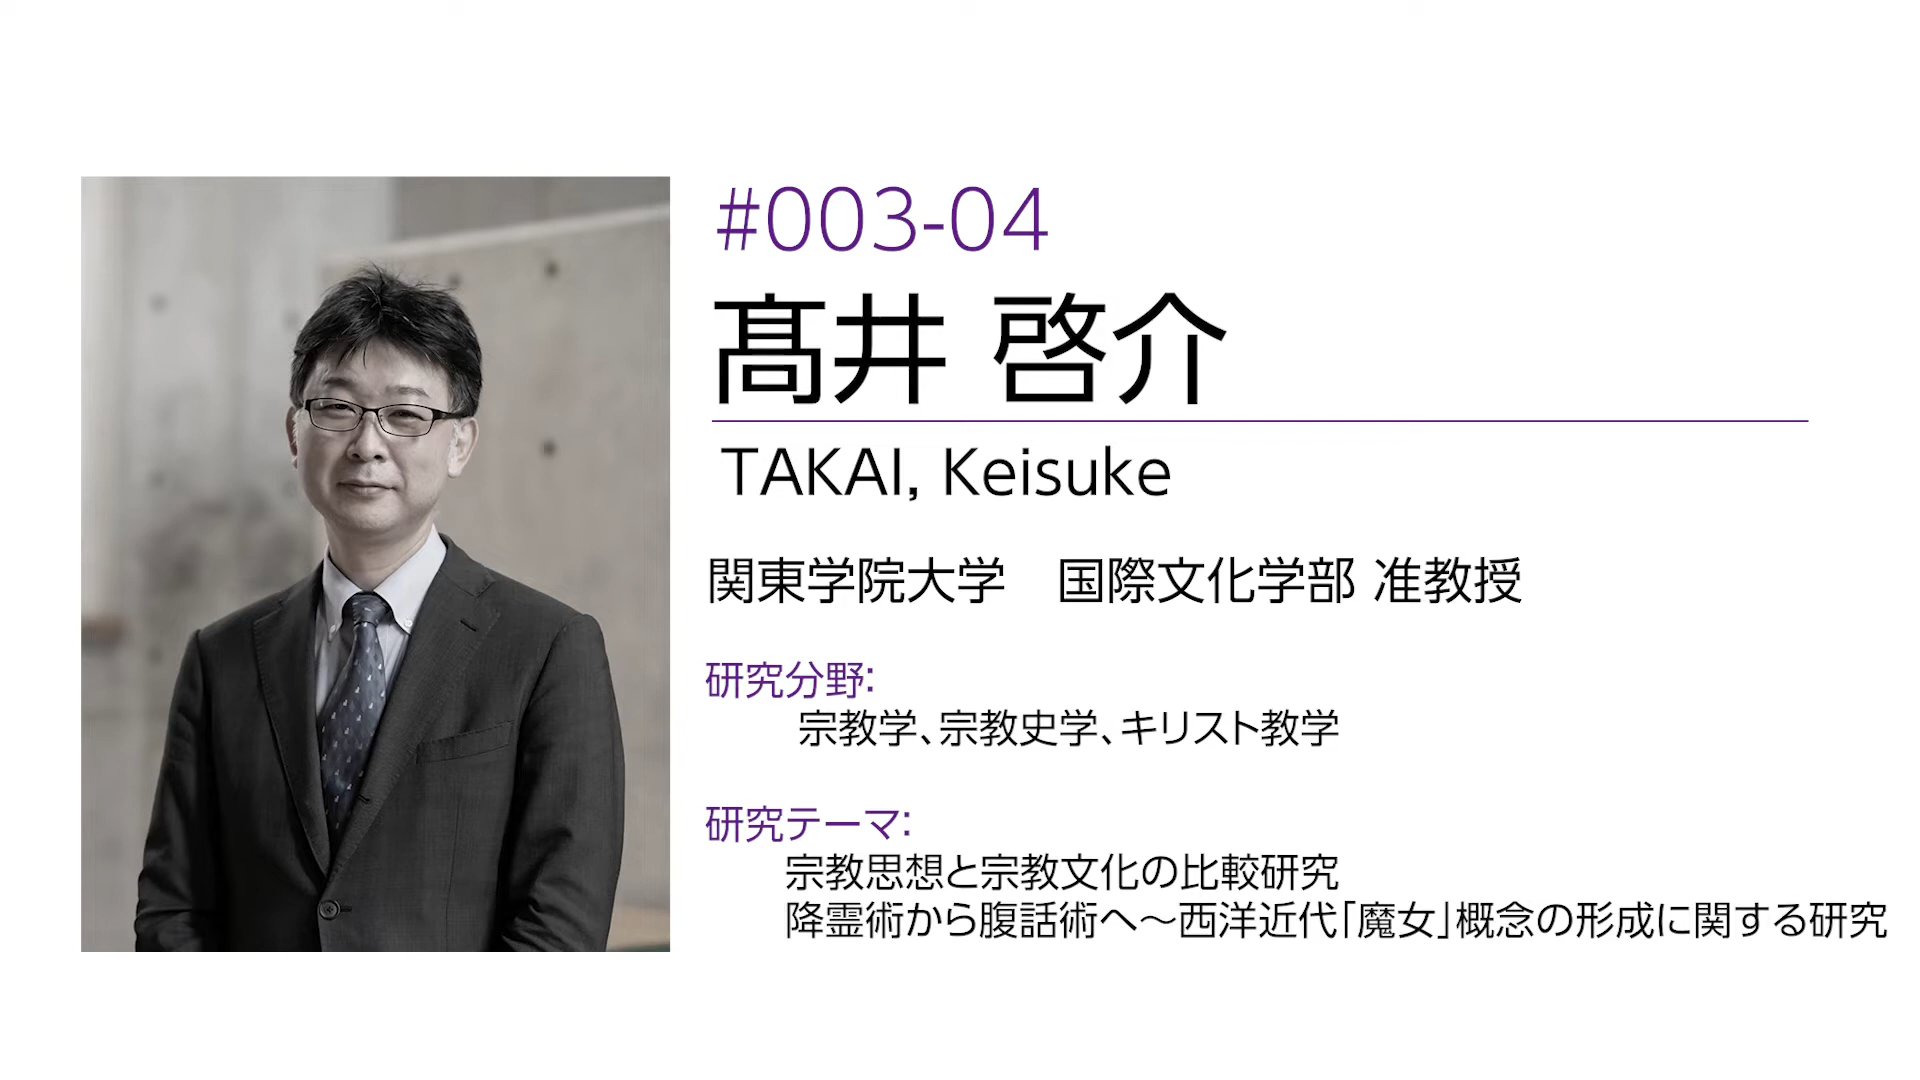 #003-04
髙井 啓介
TAKAI, Keisuke
関東学院大学　国際文化学部 准教授
研究分野:
宗教学、宗教史学、キリスト教学
研究テーマ:
宗教思想と宗教文化の比較研究
降霊術から腹話術へ～西洋近代「魔女」概念の形成に関する研究